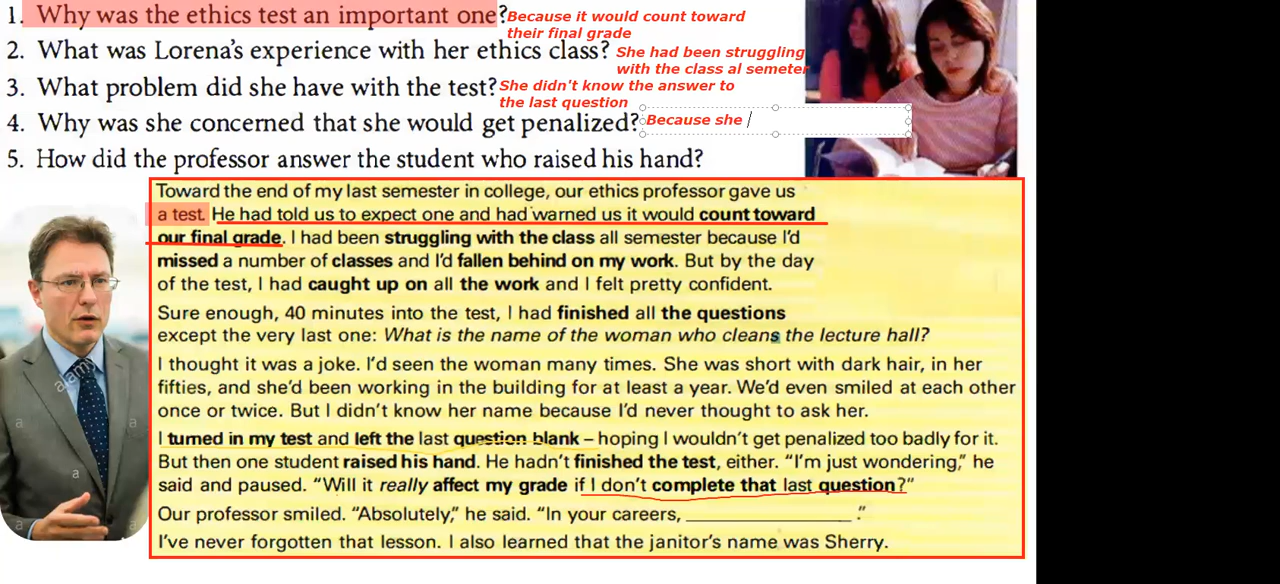 1. Why was the ethics test an important one?Because it would count toward
their final grade
2. What was Lorena's experience with her ethics class? She had been struggling
with the class al semeter
3. What problem did she have with the test?She didn't know the answer to
the last question
4. Why was she concerned that she would get penalized?Because she
5. How did the professor answer the student who raised his hand?
Toward the end of my last semester in college, our ethics professor gave us
a test. He had told us to expect one and had warned us it would count toward
our final grade. I had been struggling with the class all semester because I'd
missed a number of classes and I'd fallen behind on my work. But by the day
of the test, I had caught up on all the work and I felt pretty confident.
Sure enough, 40 minutes into the test, I had finished all the questions
except the very last one: What is the name of the woman who cleans the lecture hall?
I thought it was a joke. I'd seen the woman many times. She was short with dark hair, in her
fifties, and she'd been working in the building for at least a year. We'd even smiled at each other
once or twice. But I didn't know her name because I'd never thought to ask her.
I turned in my test and left the last question blank – hoping I wouldn't get penalized too badly for it.
But then one student raised his hand. He hadn't finished the test, either. "I'm just wondering," he
said and paused. "Will it really affect my grade if I don't complete that last question?"
Our professor smiled. "Absolutely," he said. "In your careers, ____________________ ."
I've never forgotten that lesson. I also learned that the janitor's name was Sherry.
alamy
a
a
a
a